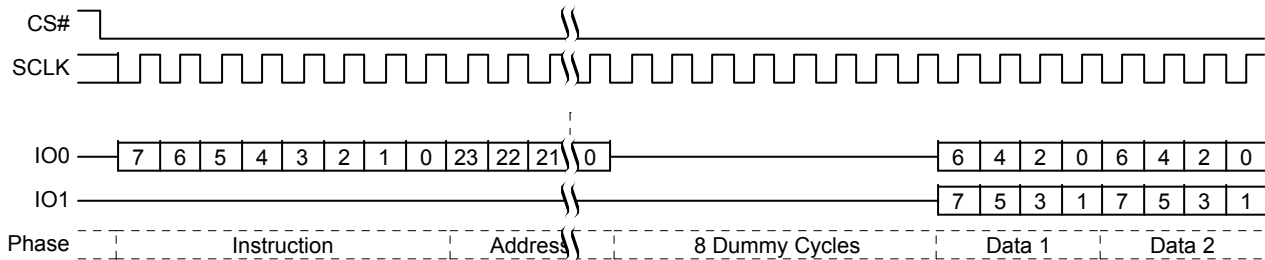 CS#
SCLK
IO0 7 6 5 4 3 2 1 0 23 22 21 0 6 4 2 0 6 4 2 0
IO1 7 5 3 1 7 5 3 1
Phase Instruction Address 8 Dummy Cycles Data 1 Data 2